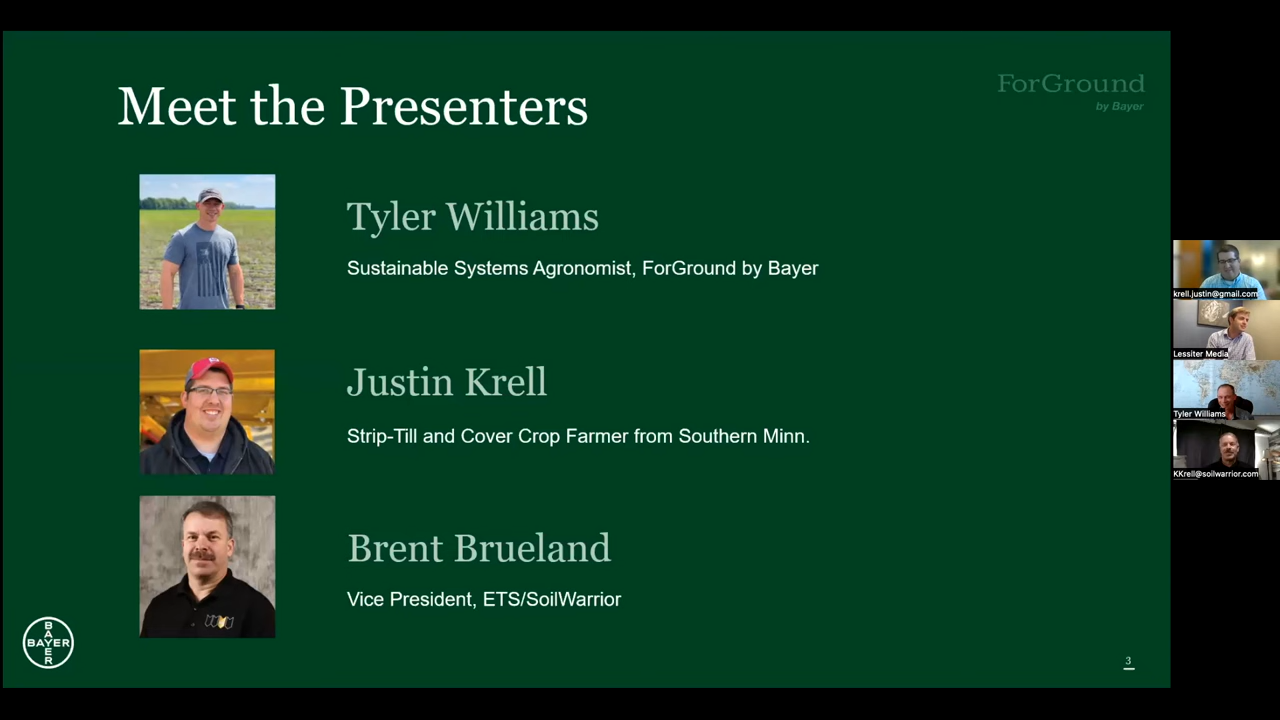 Meet the Presenters
ForGround
by Bayer
Tyler Williams
Sustainable Systems Agronomist, ForGround by Bayer
Justin Krell
Strip-Till and Cover Crop Farmer from Southern Minn.
Brent Brueland
Vice President, ETS/SoilWarrior
BAYER
BAYER
3
krell.justin@gmail.com
Lessiter Media
Tyler Williams
KKrell@soilwarrior.com